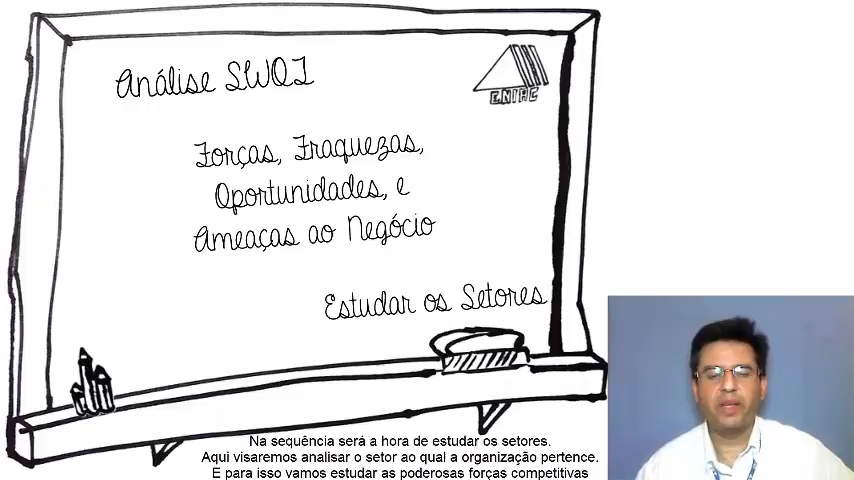 Análise SWOT
ENIAC
Forças, Fraquezas,
Oportunidades, e
Ameaças ao Negócio
Estudar os Setores
Na sequência será a hora de estudar os setores.
Aqui visaremos analisar o setor ao qual a organização pertence.
E para isso vamos estudar as poderosas forças competitivas